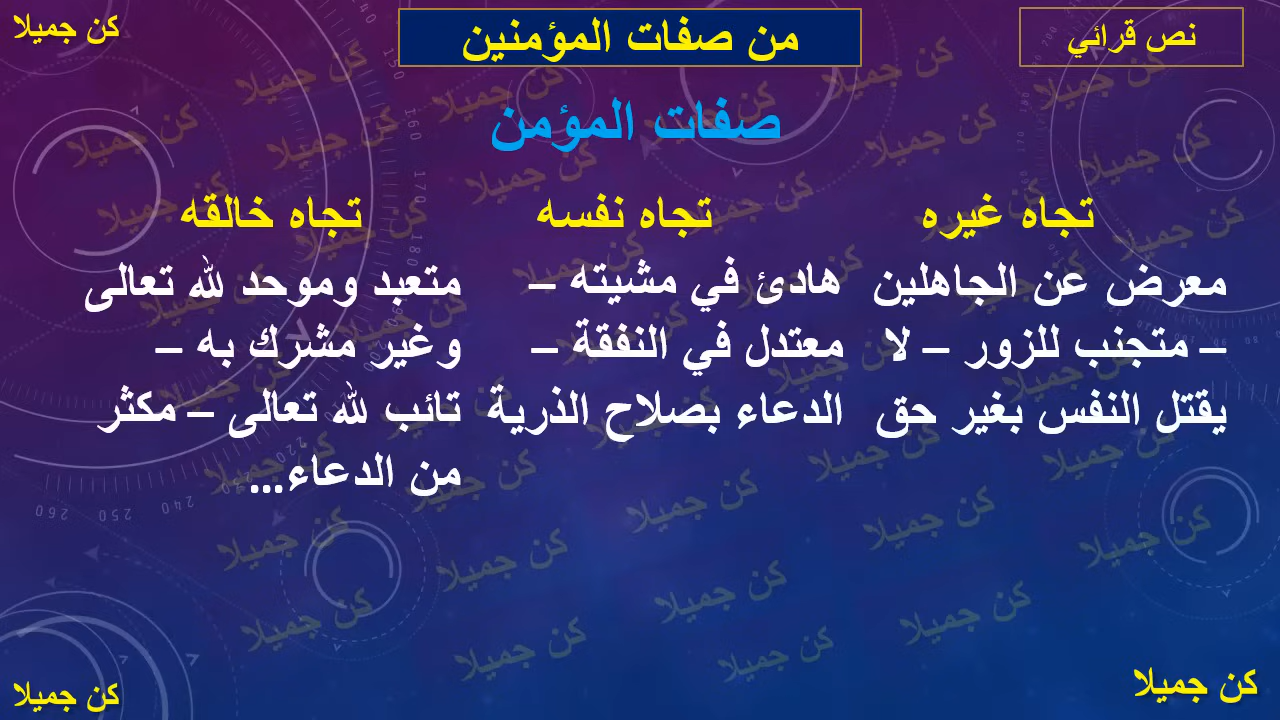 نص قرائي
من صفات المؤمنين
كن جميلا
صفات المؤمن
تجاه غيره
معرض عن الجاهلين
– متجنب للزور – لا
يقتل النفس بغير حق
تجاه نفسه
هادئ في مشيته –
معتدل في النفقة –
الدعاء بصلاح الذرية
تجاه خالقه
متعبد وموحد لله تعالى
وغير مشرك به –
تائب لله تعالى – مكثر
من الدعاء...
كن جميلا
كن جميلا